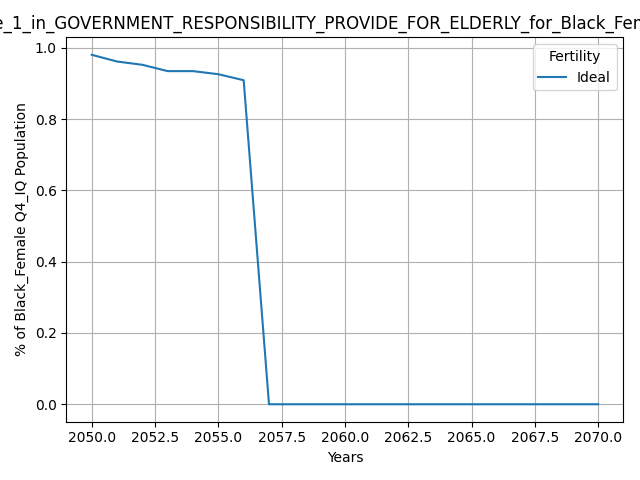 e_1_in_GOVERNMENT_RESPONSIBILITY_PROVIDE_FOR_ELDERLY_for_Black_Fem
Fertility
Ideal
% of Black_Female Q4_IQ Population
1.0
0.8
0.6
0.4
0.2
0.0
2050.0 2052.5 2055.0 2057.5 2060.0 2062.5 2065.0 2067.5 2070.0
Years